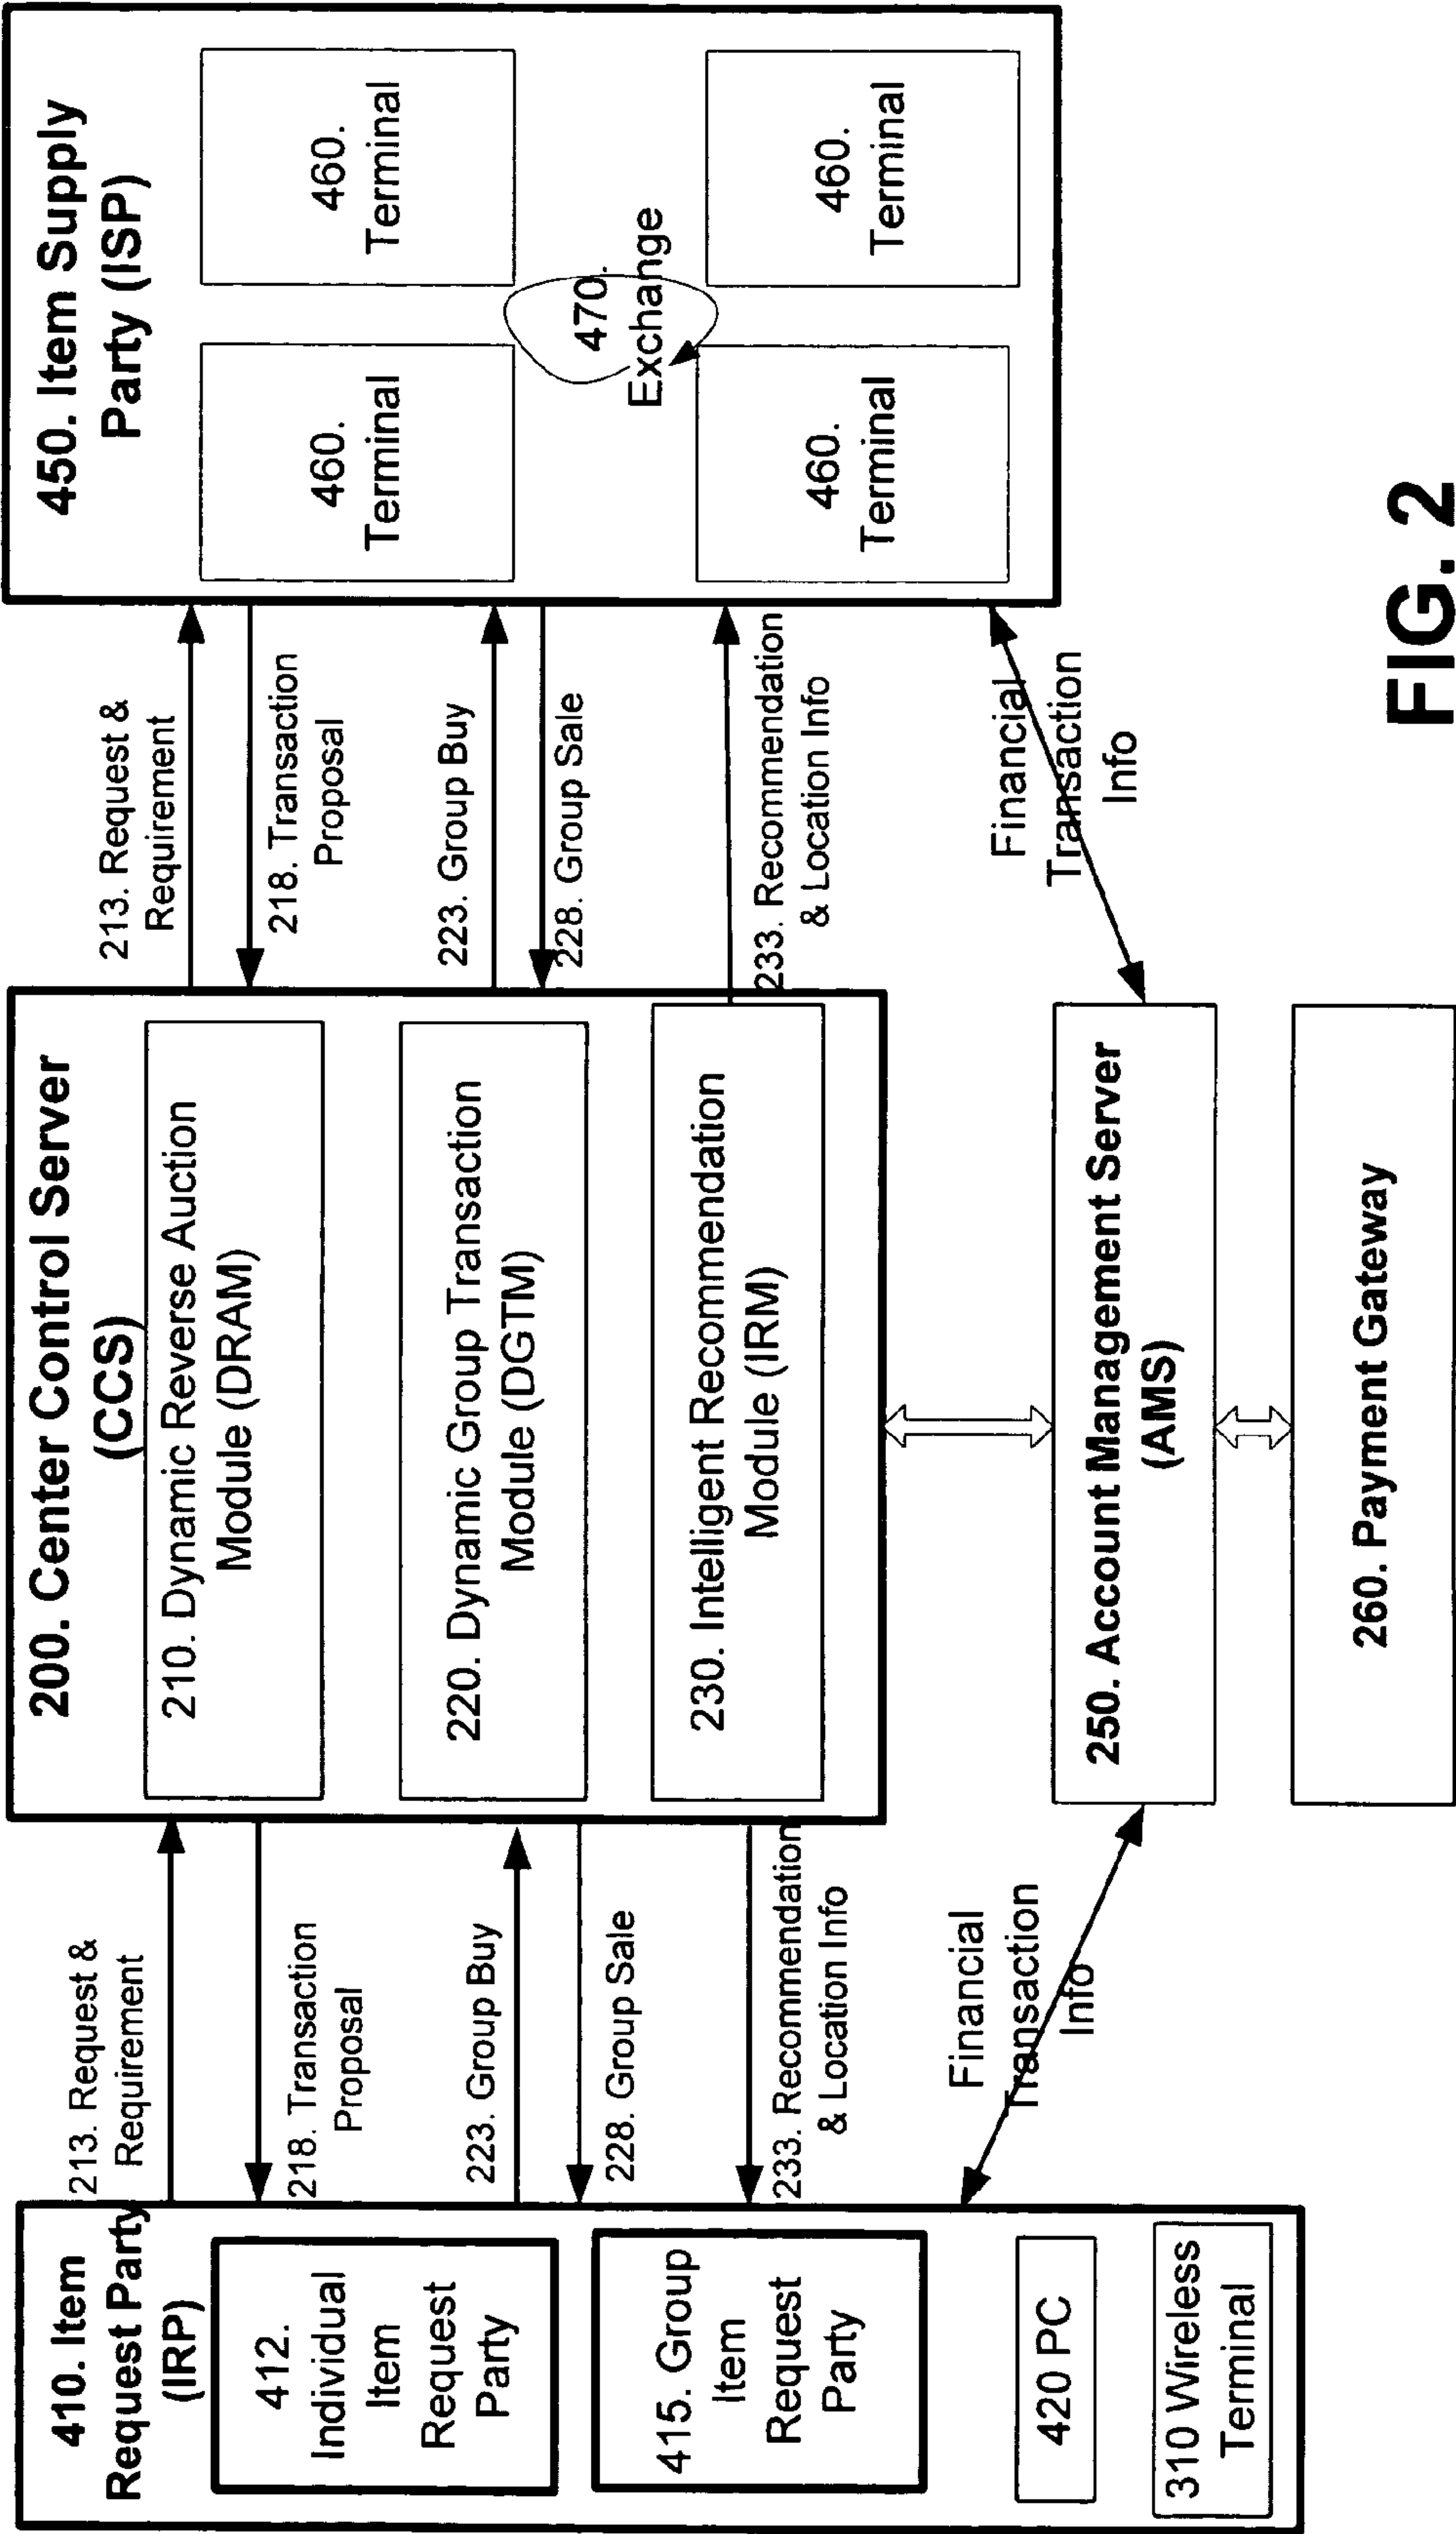 410. Item
Request Party
(IRP)
412.
Individual
Item
Request
Party
415. Group
Item
Request
Party
420 PC
310 Wireless
Terminal
213. Request &
Requirement
218. Transaction
Proposal
223. Group Buy
228. Group Sale
233. Recommendation
& Location Info
Financial
Transaction
Info
200. Center Control Server
(CCS)
210. Dynamic Reverse Auction
Module (DRAM)
220. Dynamic Group Transaction
Module (DGTM)
230. Intelligent Recommendation
Module (IRM)
250. Account Management Server
(AMS)
260. Payment Gateway
213. Request &
Requirement
218. Transaction
Proposal
223. Group Buy
228. Group Sale
233. Recommendation
& Location Info
Financial
Transaction
Info
450. Item Supply
Party (ISP)
460.
Terminal
460.
Terminal
470.
Exchange
460.
Terminal
460.
Terminal
FIG. 2